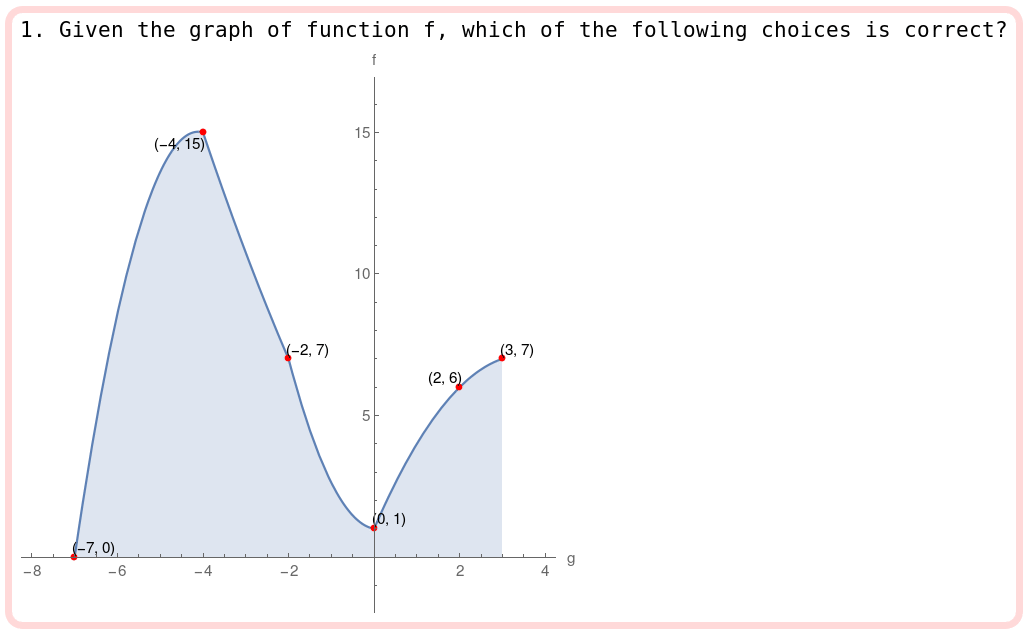 1. Given the graph of function f, which of the following choices is correct?
f
15
(−4, 15)
10
(−2, 7)
(3, 7)
(2, 6)
5
(0, 1)
(−7, 0)
g
−8 −6 −4 −2 2 4